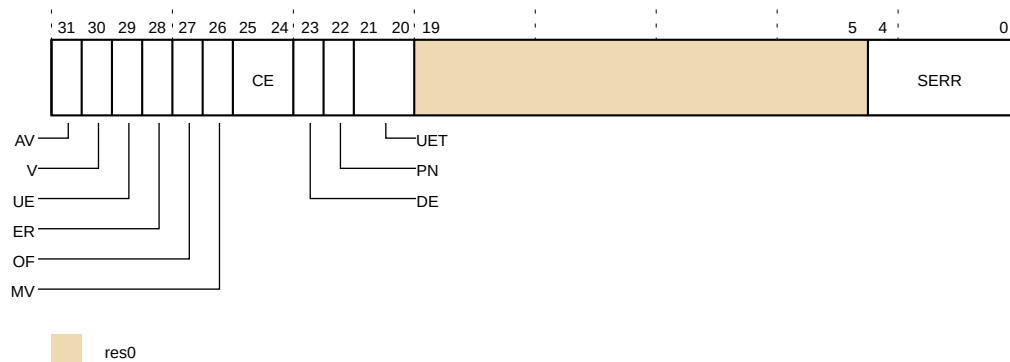 31 30 29 28 27 26 25 24 23 22 21 20 19 5 4 0
CE SERR
AV UET
V PN
UE DE
ER
OF
MV
res0